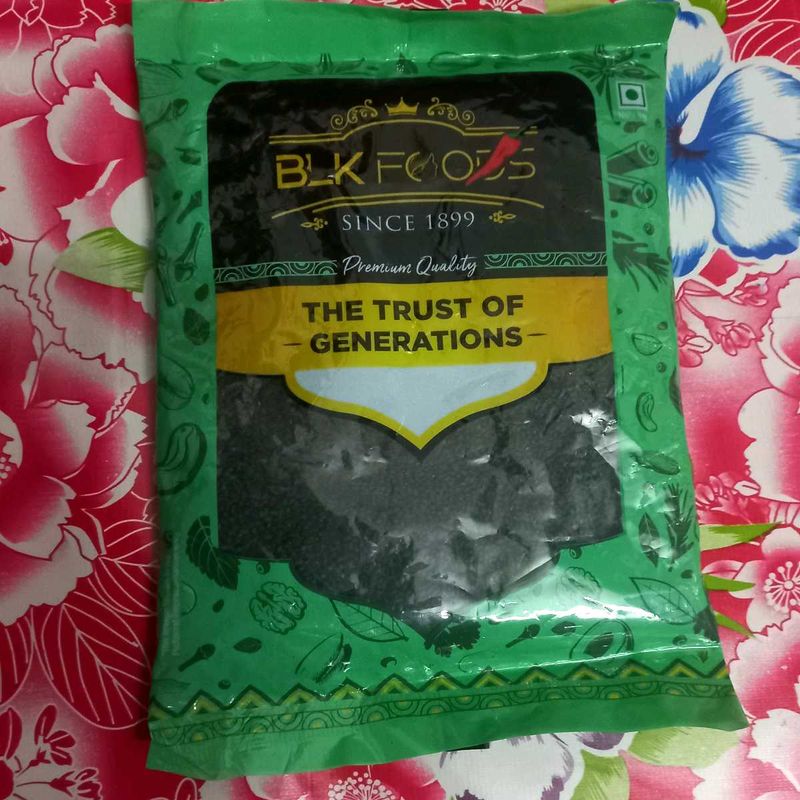 BLK FOODS
SINCE 1899
Premium Quality
THE TRUST OF
GENERATIONS